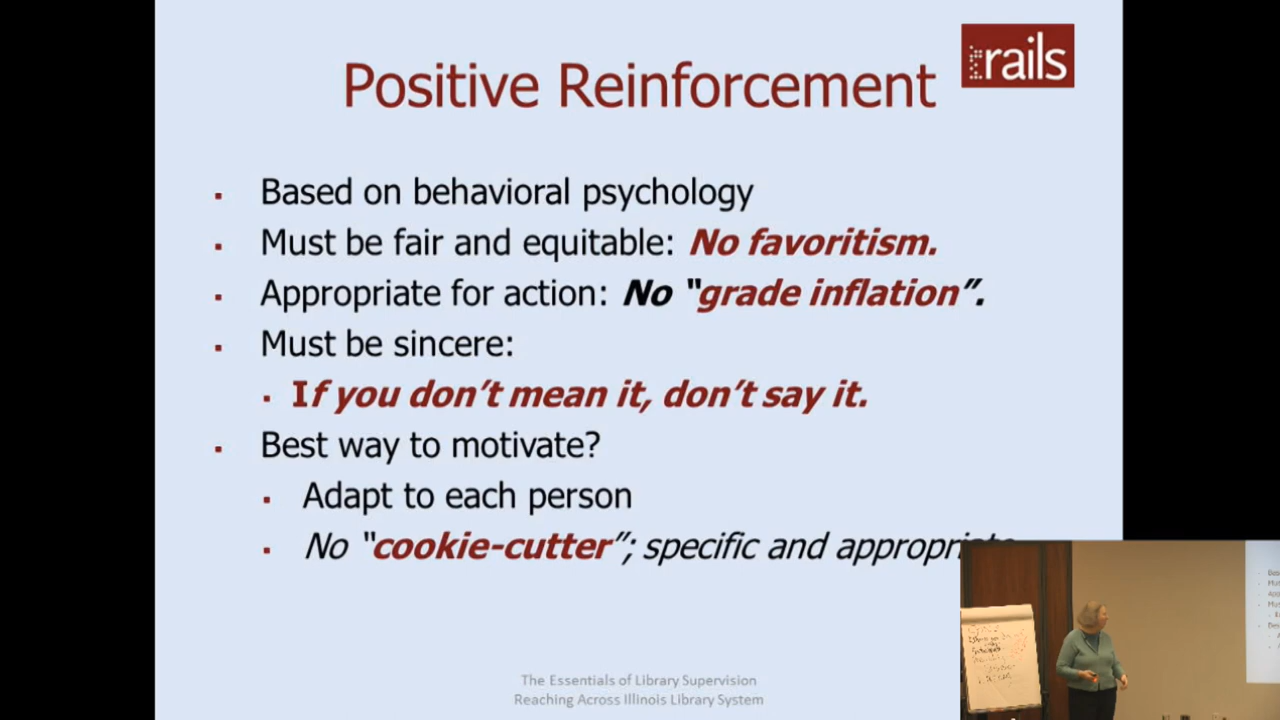 Positive Reinforcement
rails
▪ Based on behavioral psychology
▪ Must be fair and equitable: No favoritism.
▪ Appropriate for action: No “grade inflation”.
▪ Must be sincere:
▪ If you don’t mean it, don’t say it.
▪ Best way to motivate?
▪ Adapt to each person
▪ No “cookie-cutter”; specific and appropriate
The Essentials of Library Supervision
Reaching Across Illinois Library System